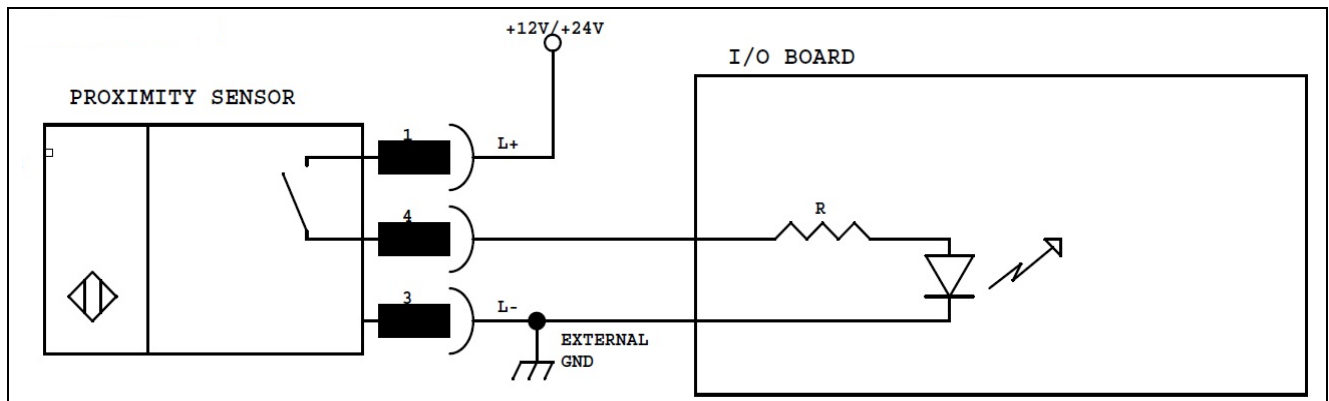 +12V/+24V
I/O BOARD
PROXIMITY SENSOR
1
L+
4
R
3
L-
EXTERNAL
GND